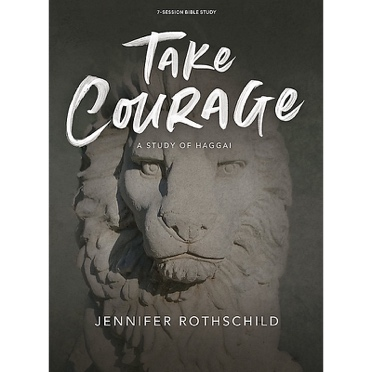 7-SESSION BIBLE STUDY
TAKE
COURAGE
A STUDY OF HAGGAI
JENNIFER ROTHSCHILD